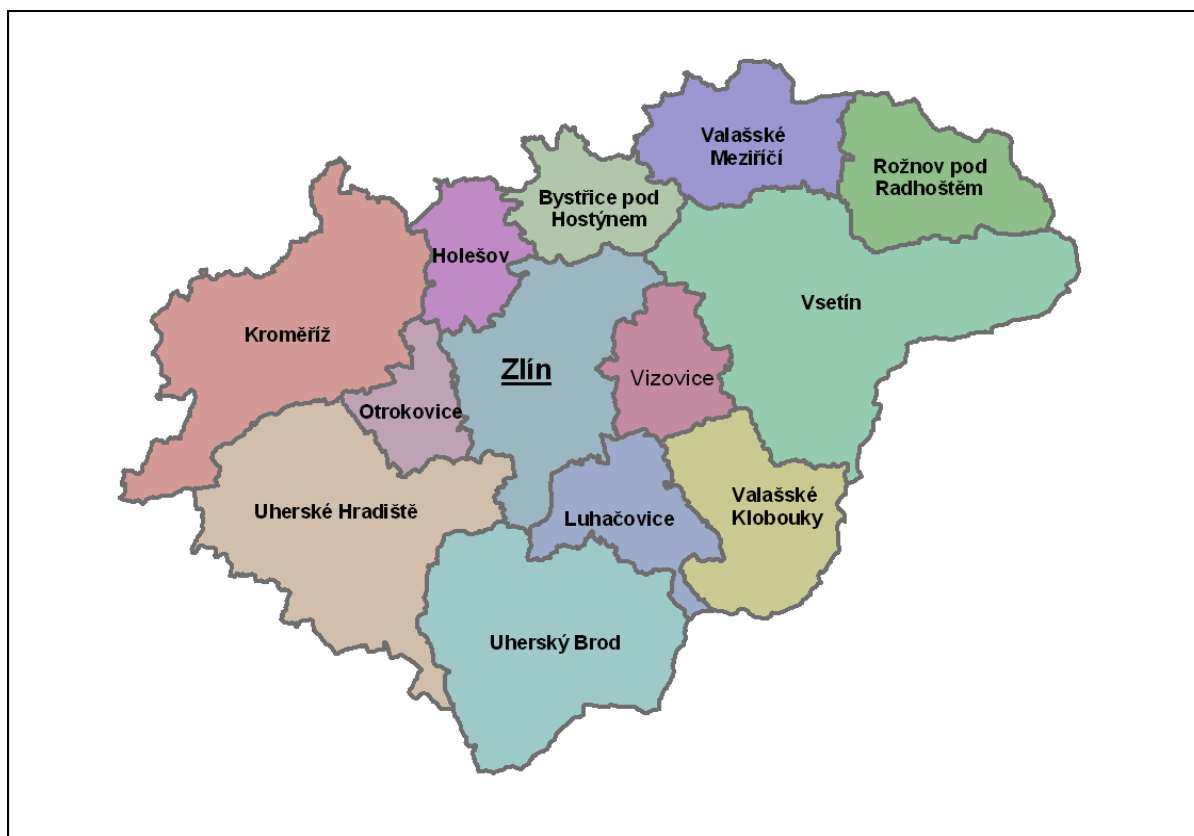 Valašské
Meziříčí
Rožnov pod
Radhoštěm
Bystřice pod
Hostýnem
Holešov
Vsetín
Kroměříž
Zlín
Vizovice
Otrokovice
Valašské
Klobouky
Uherské Hradiště
Luhačovice
Uherský Brod